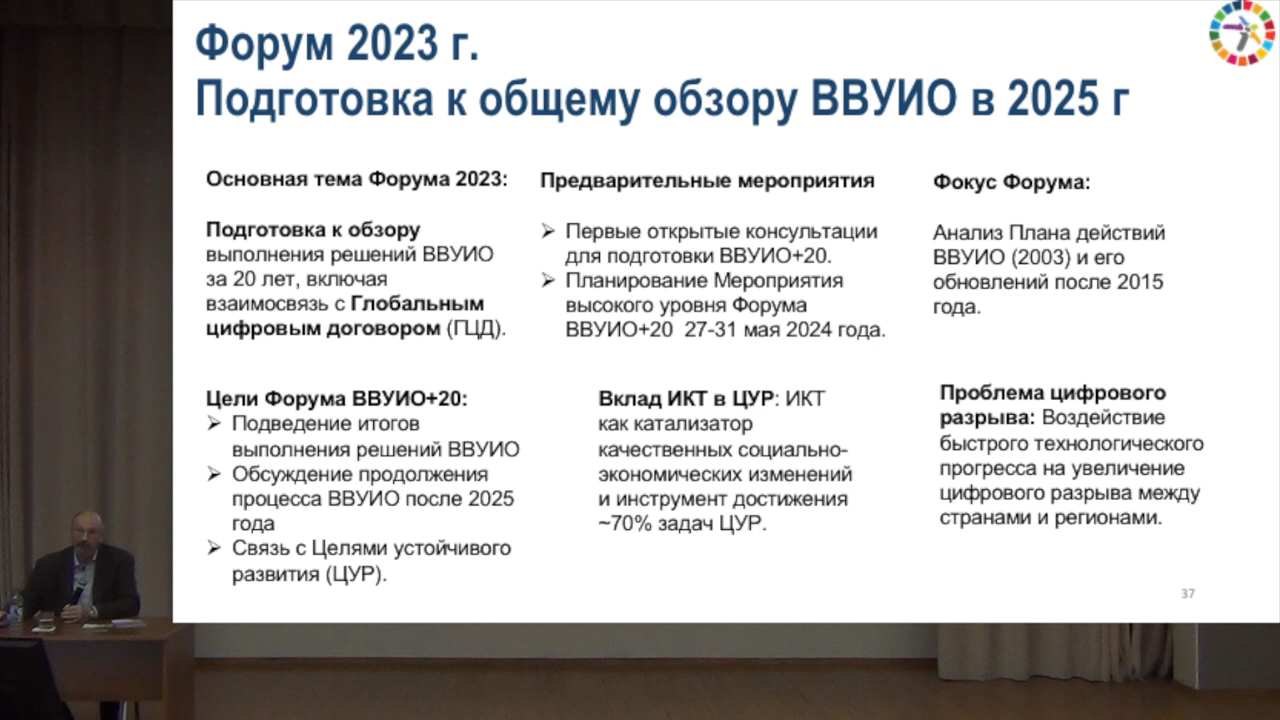 Форум 2023 г.
Подготовка к общему обзору ВВУИО в 2025 г
Основная тема Форума 2023:
Подготовка к обзору
выполнения решений ВВУИО
за 20 лет, включая
взаимосвязь с Глобальным
цифровым договором (ГЦД).
Предварительные мероприятия
➢ Первые открытые консультации
для подготовки ВВУИО+20.
➢ Планирование Мероприятия
высокого уровня Форума
ВВУИО+20 27-31 мая 2024 года.
Фокус Форума:
Анализ Плана действий
ВВУИО (2003) и его
обновлений после 2015
года.
Цели Форума ВВУИО+20:
➢ Подведение итогов
выполнения решений ВВУИО
➢ Обсуждение продолжения
процесса ВВУИО после 2025
года
➢ Связь с Целями устойчивого
развития (ЦУР).
Вклад ИКТ в ЦУР: ИКТ
как катализатор
качественных социально-
экономических изменений
и инструмент достижения
~70% задач ЦУР.
Проблема цифрового
разрыва: Воздействие
быстрого технологического
прогресса на увеличение
цифрового разрыва между
странами и регионами.
37